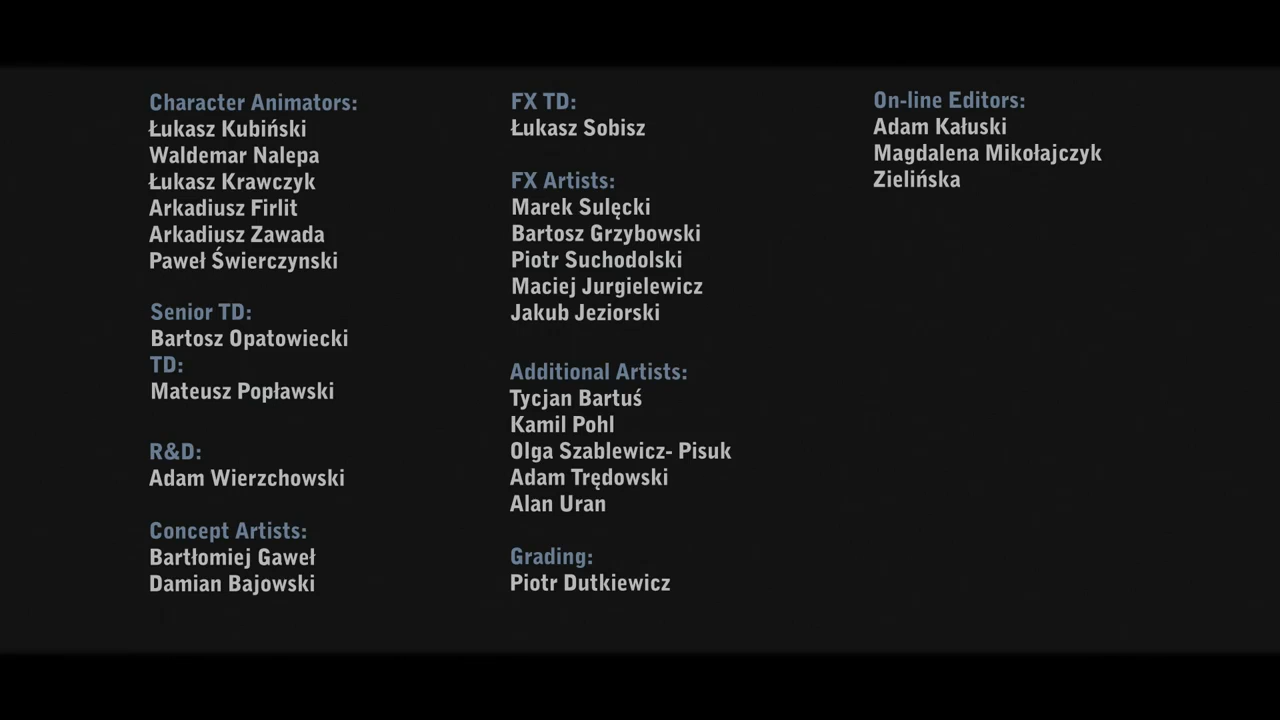 Character Animators:
Łukasz Kubiński
Waldemar Nalepa
Łukasz Krawczyk
Arkadiusz Firlit
Arkadiusz Zawada
Paweł Świerczynski
Senior TD:
Bartosz Opatowiecki
TD:
Mateusz Popławski
R&D:
Adam Wierzchowski
Concept Artists:
Bartłomiej Gaweł
Damian Bajowski
FX TD:
Łukasz Sobisz
FX Artists:
Marek Sulęcki
Bartosz Grzybowski
Piotr Suchodolski
Maciej Jurgielewicz
Jakub Jeziorski
Additional Artists:
Tycjan Bartuś
Kamil Pohl
Olga Szablewicz- Pisuk
Adam Trędowski
Alan Uran
Grading:
Piotr Dutkiewicz
On-line Editors:
Adam Kałuski
Magdalena Mikołajczyk
Zielińska